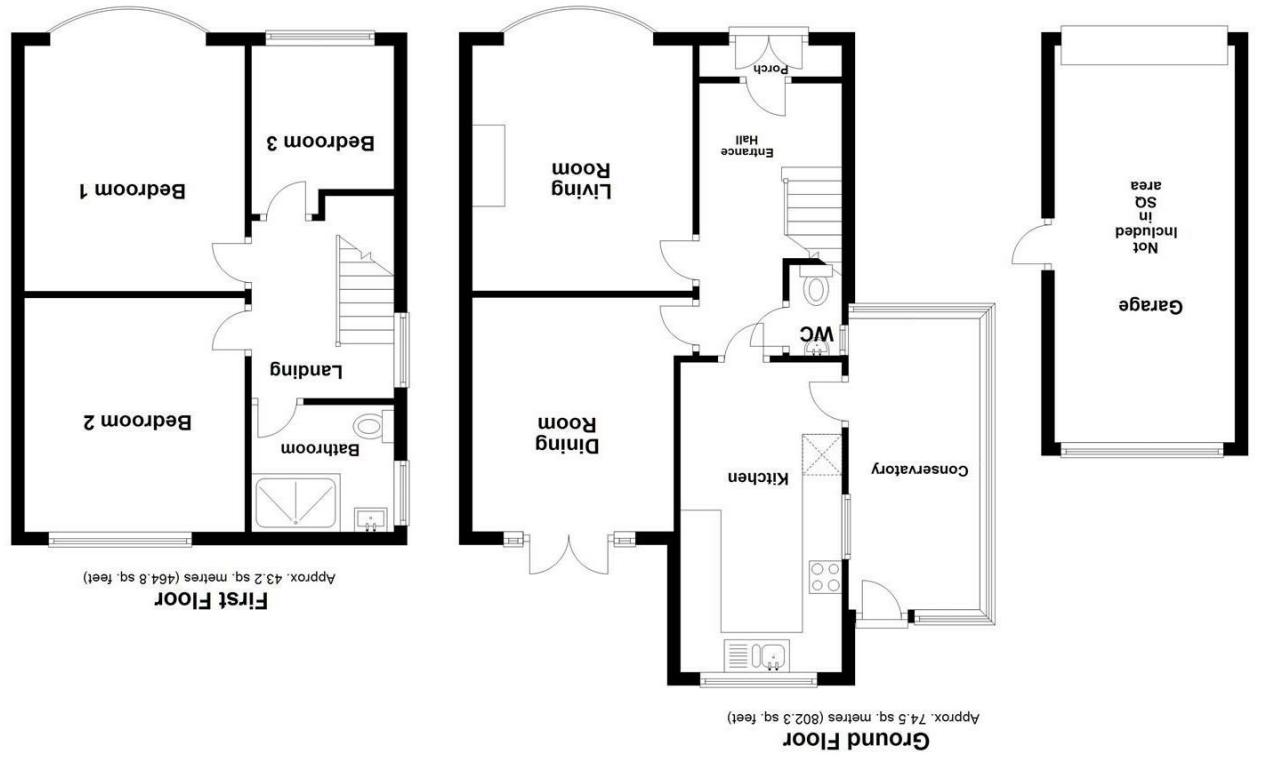 Ground Floor
Approx. 74.5 sq. metres (802.3 sq. feet)
Kitchen
Conservatory
Dining
Room
WC
Living
Room
Entrance
Hall
Porch
Garage
Not
Included
in
SQ
area
First Floor
Approx. 43.2 sq. metres (464.8 sq. feet)
Bathroom
Bedroom 2
Landing
Bedroom 1
Bedroom 3